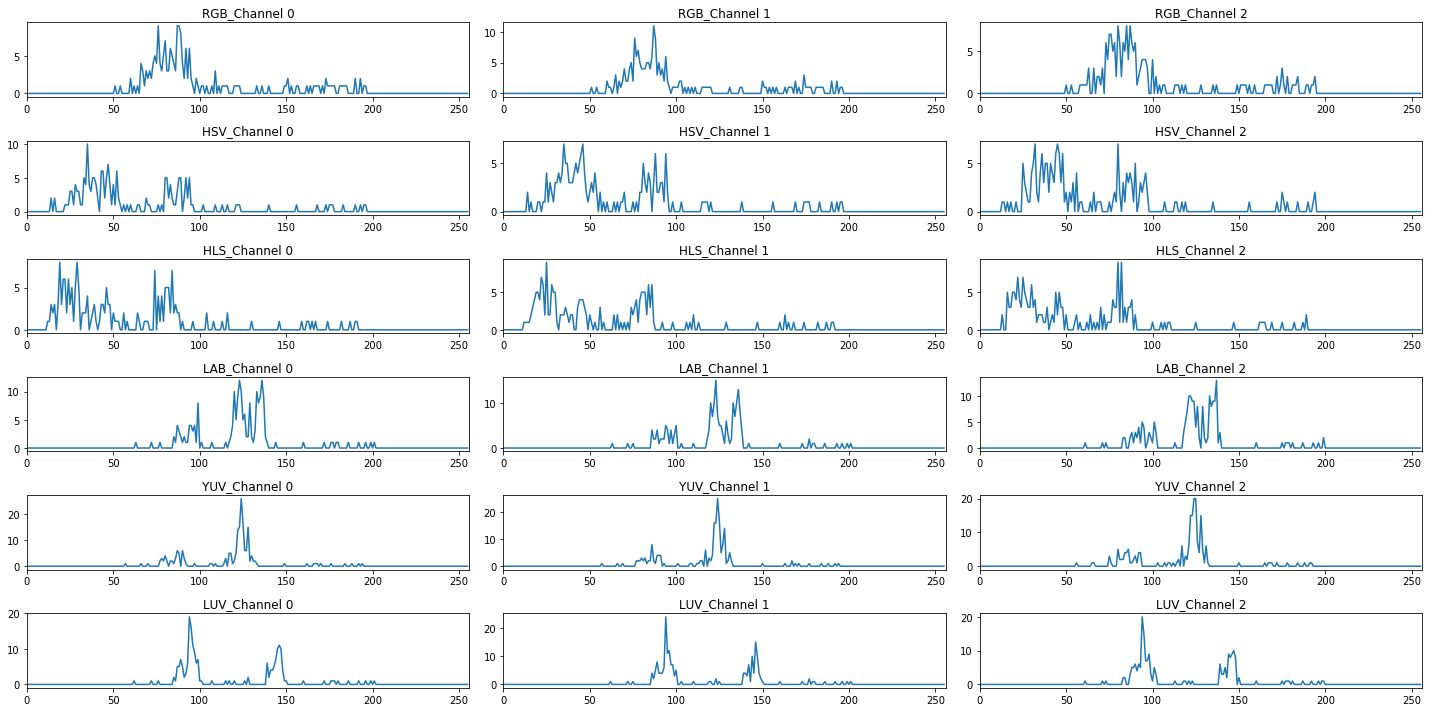 RGB_Channel 0 RGB_Channel 1 RGB_Channel 2
5 10 5
5
0 0 0
0 50 100 150 200 250 0 50 100 150 200 250 0 50 100 150 200 250
HSV_Channel 0 HSV_Channel 1 HSV_Channel 2
10
5 5 5
0 0 0
0 50 100 150 200 250 0 50 100 150 200 250 0 50 100 150 200 250
HLS_Channel 0 HLS_Channel 1 HLS_Channel 2
5 5 5
0 0 0
0 50 100 150 200 250 0 50 100 150 200 250 0 50 100 150 200 250
LAB_Channel 0 LAB_Channel 1 LAB_Channel 2
10 10 10
5 5
0 0 0
0 50 100 150 200 250 0 50 100 150 200 250 0 50 100 150 200 250
YUV_Channel 0 YUV_Channel 1 YUV_Channel 2
20 20 20
10 10 10
0 0 0
0 50 100 150 200 250 0 50 100 150 200 250 0 50 100 150 200 250
LUV_Channel 0 LUV_Channel 1 LUV_Channel 2
20 20 20
10 10 10
0 0 0
0 50 100 150 200 250 0 50 100 150 200 250 0 50 100 150 200 250